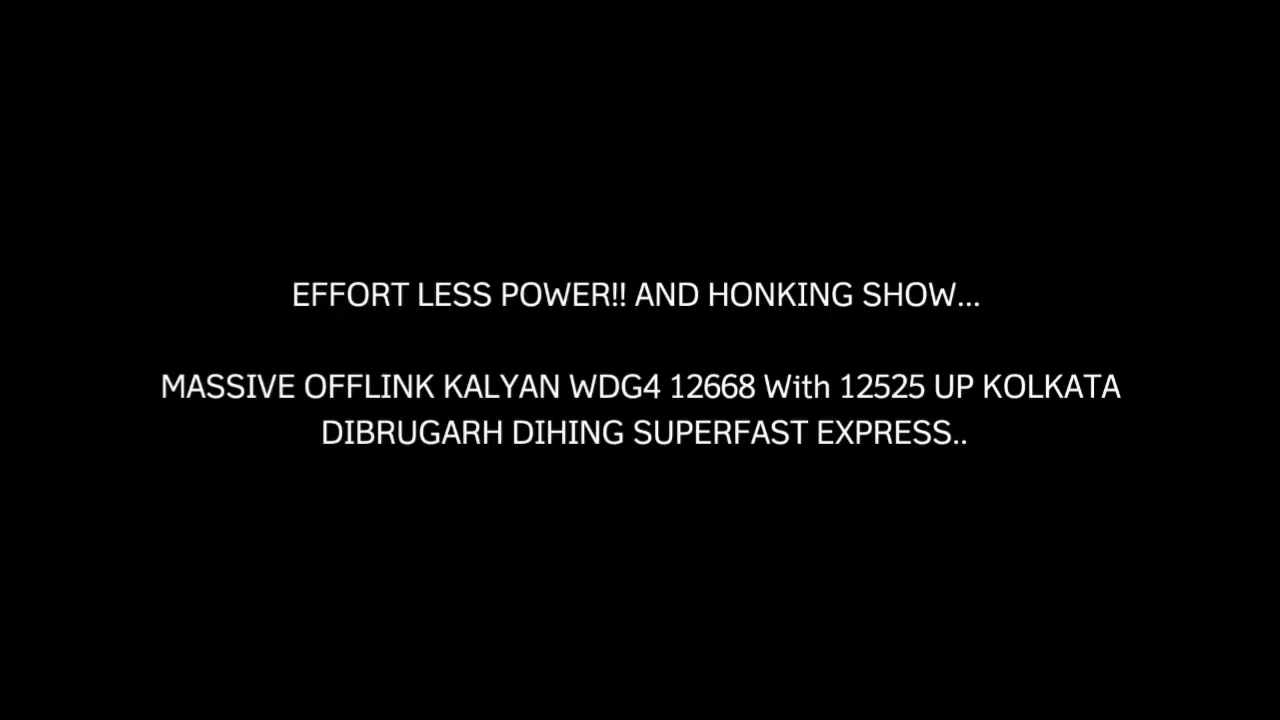 EFFORT LESS POWER!! AND HONKING SHOW...
MASSIVE OFFLINK KALYAN WDG4 12668 With 12525 UP KOLKATA
DIBRUGARH DIHING SUPERFAST EXPRESS..